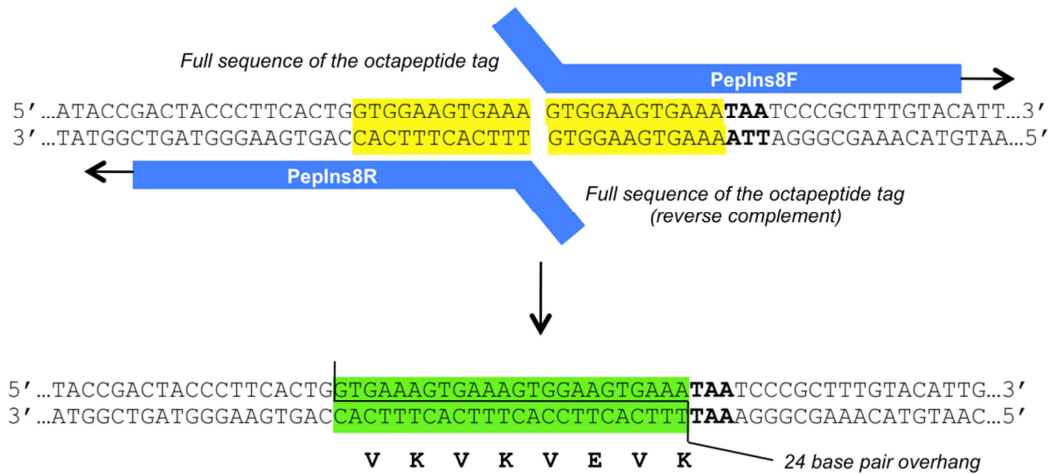 Full sequence of the octapeptide tag
PepIns8F
5′ …ATACCGACTACCCTTCACTGGTGGAAGTGAAA GTGGAAGTGAAATAATCCCGCTTTGTACATT…3′
3′ …TATGGCTGATGGGAAGTGACCACTTTCACTTT GTGGAAGTGAAAATTAGGGCGAAACATGTAA…5′
PepIns8R
Full sequence of the octapeptide tag
(reverse complement)
5′ …TACCGACTACCCTTCACTGGTGAAAGTGAAAGTGGAAGTGAAATAATCCCGCTTTGTACATTG…3′
3′ …ATGGCTGATGGGAAGTGACCACTTTCACTTTCACCTTCACTTTTAAAGGGCGAAACATGTAAC…5′
V K V K V E V K
24 base pair overhang